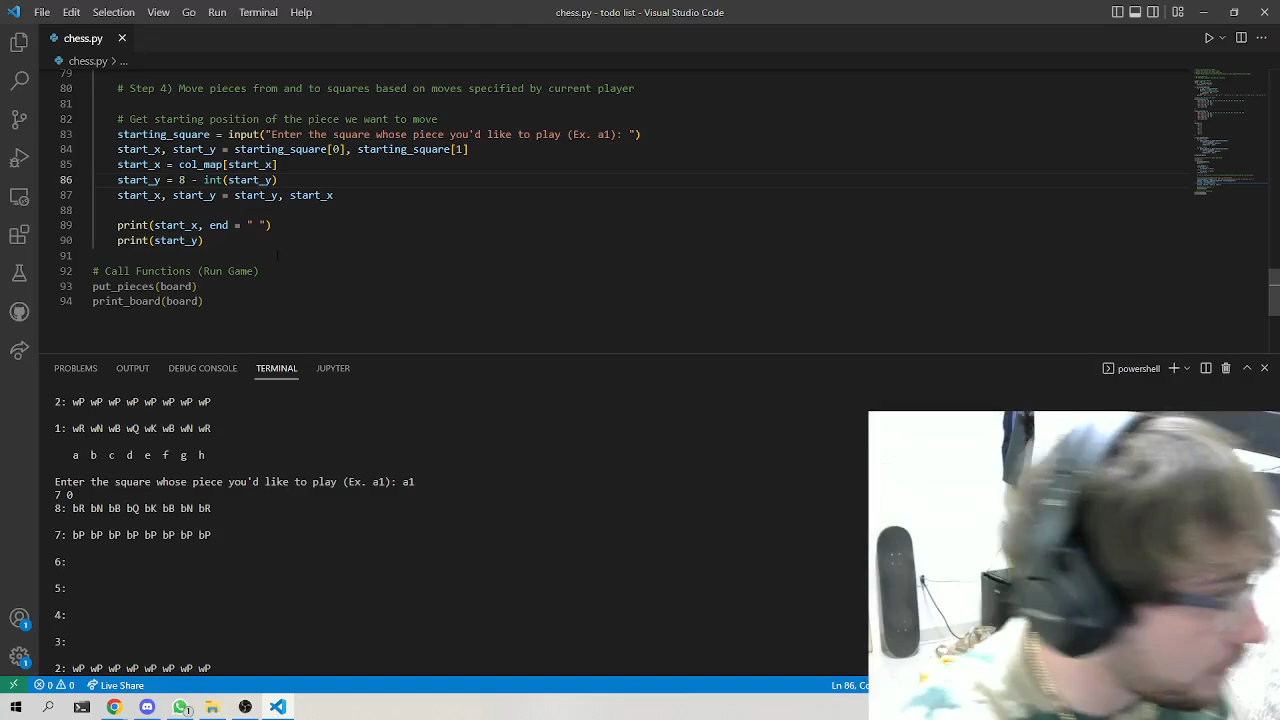 File Edit Selection View Go Run Terminal Help
chess.py - todo list - Visual Studio Code
chess.py
chess.py > ...
79
80 # Step 4) Move pieces from and to squares based on moves specified by current player
81
82 # Get starting position of the piece we want to move
83 starting_square = input("Enter the square whose piece you'd like to play (Ex. a1): ")
84 start_x, start_y = starting_square[0], starting_square[1]
85 start_x = col_map[start_x]
86 start_y = 8 - int(start_y)
87 start_x, start_y = start_y, start_x
88
89 print(start_x, end = " ")
90 print(start_y)
91
92 # Call Functions (Run Game)
93 put_pieces(board)
94 print_board(board)
PROBLEMS OUTPUT DEBUG CONSOLE TERMINAL JUPYTER
powershell
2: wP wP wP wP wP wP wP wP
1: wR wN wB wQ wK wB wN wR
a b c d e f g h
Enter the square whose piece you'd like to play (Ex. a1): a1
7 0
8: bR bN bB bQ bK bB bN bR
7: bP bP bP bP bP bP bP bP
6:
5:
4:
3:
2: wP wP wP wP wP wP wP wP
1
1
0 0 Live Share
Ln 86,
1